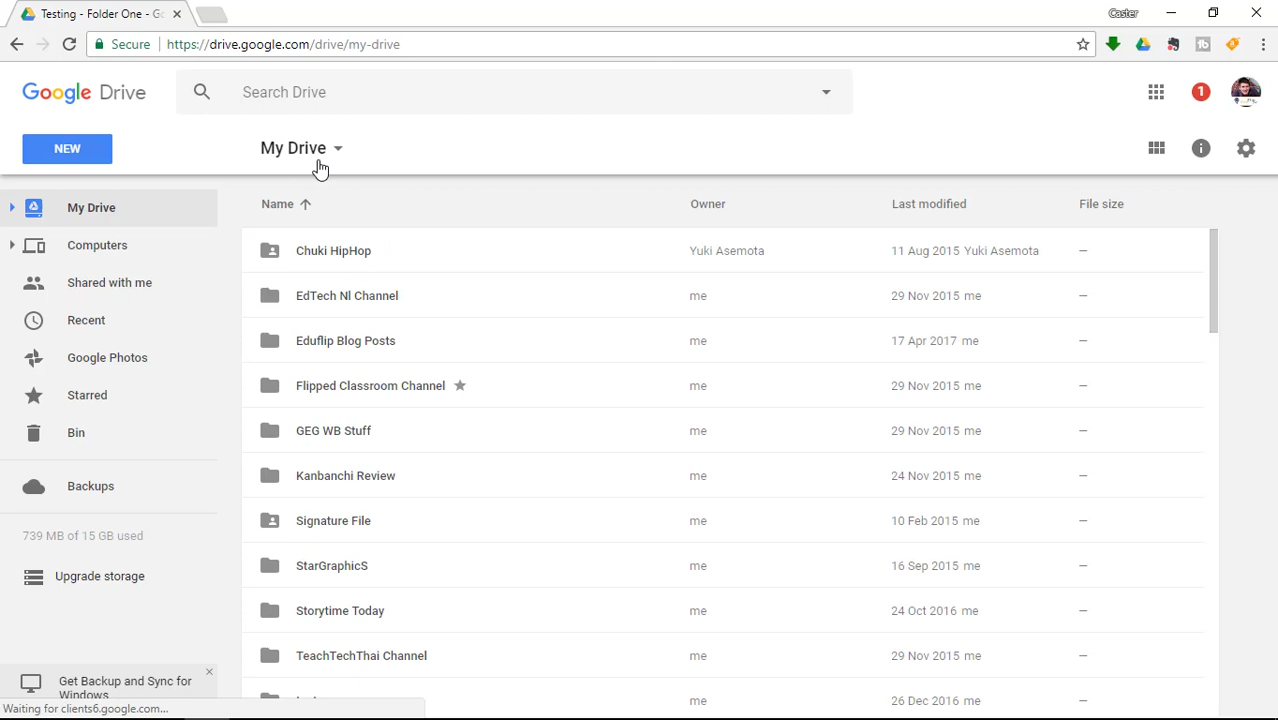 Testing - Folder One - Go
Caster
Secure https://drive.google.com/drive/my-drive
Google Drive
Search Drive
1
NEW
My Drive
My Drive
Computers
Shared with me
Recent
Google Photos
Starred
Bin
Backups
739 MB of 15 GB used
Upgrade storage
Get Backup and Sync for
Windows
Waiting for clients6.google.com...
Name Owner Last modified File size
Chuki HipHop Yuki Asemota 11 Aug 2015 Yuki Asemota —
EdTech Nl Channel me 29 Nov 2015 me —
Eduflip Blog Posts me 17 Apr 2017 me —
Flipped Classroom Channel me 29 Nov 2015 me —
GEG WB Stuff me 29 Nov 2015 me —
Kanbanchi Review me 24 Nov 2015 me —
Signature File me 10 Feb 2015 me —
StarGraphicS me 16 Sep 2015 me —
Storytime Today me 24 Oct 2016 me —
TeachTechThai Channel me 29 Nov 2015 me —
me 26 Dec 2016 me —